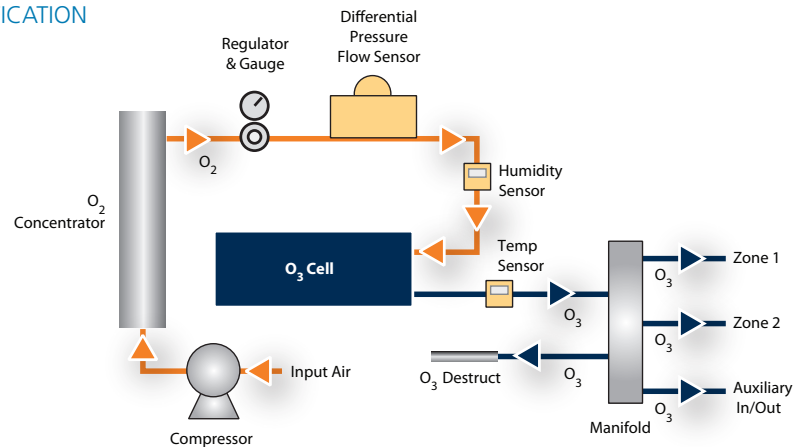 ICATION
Differential
Pressure
Flow Sensor
Regulator
& Gauge
O₂
Humidity
Sensor
O₂
Concentrator
O₃ Cell
Temp
Sensor
O₃
Zone 1
O₃
O₃
Zone 2
O₃
Input Air
O₃ Destruct
O₃
Auxiliary
In/Out
O₃
Manifold
Compressor